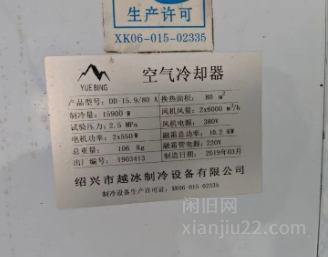 生产许可
XK06-015-02335
YUE BING
空气冷却器
产品型号: DD-15.9/80 A 换热面积: 80 m²
制冷量: 15900 W 风机风量: 2x6000 m³/h
试验压力: 2.5 MPa 风机电源: 380V
电机功率: 2x550W 融霜总功率: 10.2 KW
总重量: 106 Kg 融霜管电源: 220V
出厂编号: 1903413 制造日期: 2019年03月
绍兴市越冰制冷设备有限公司
制冷设备生产许可证: XK06-015-02335
闲旧网
xianjiu22.com